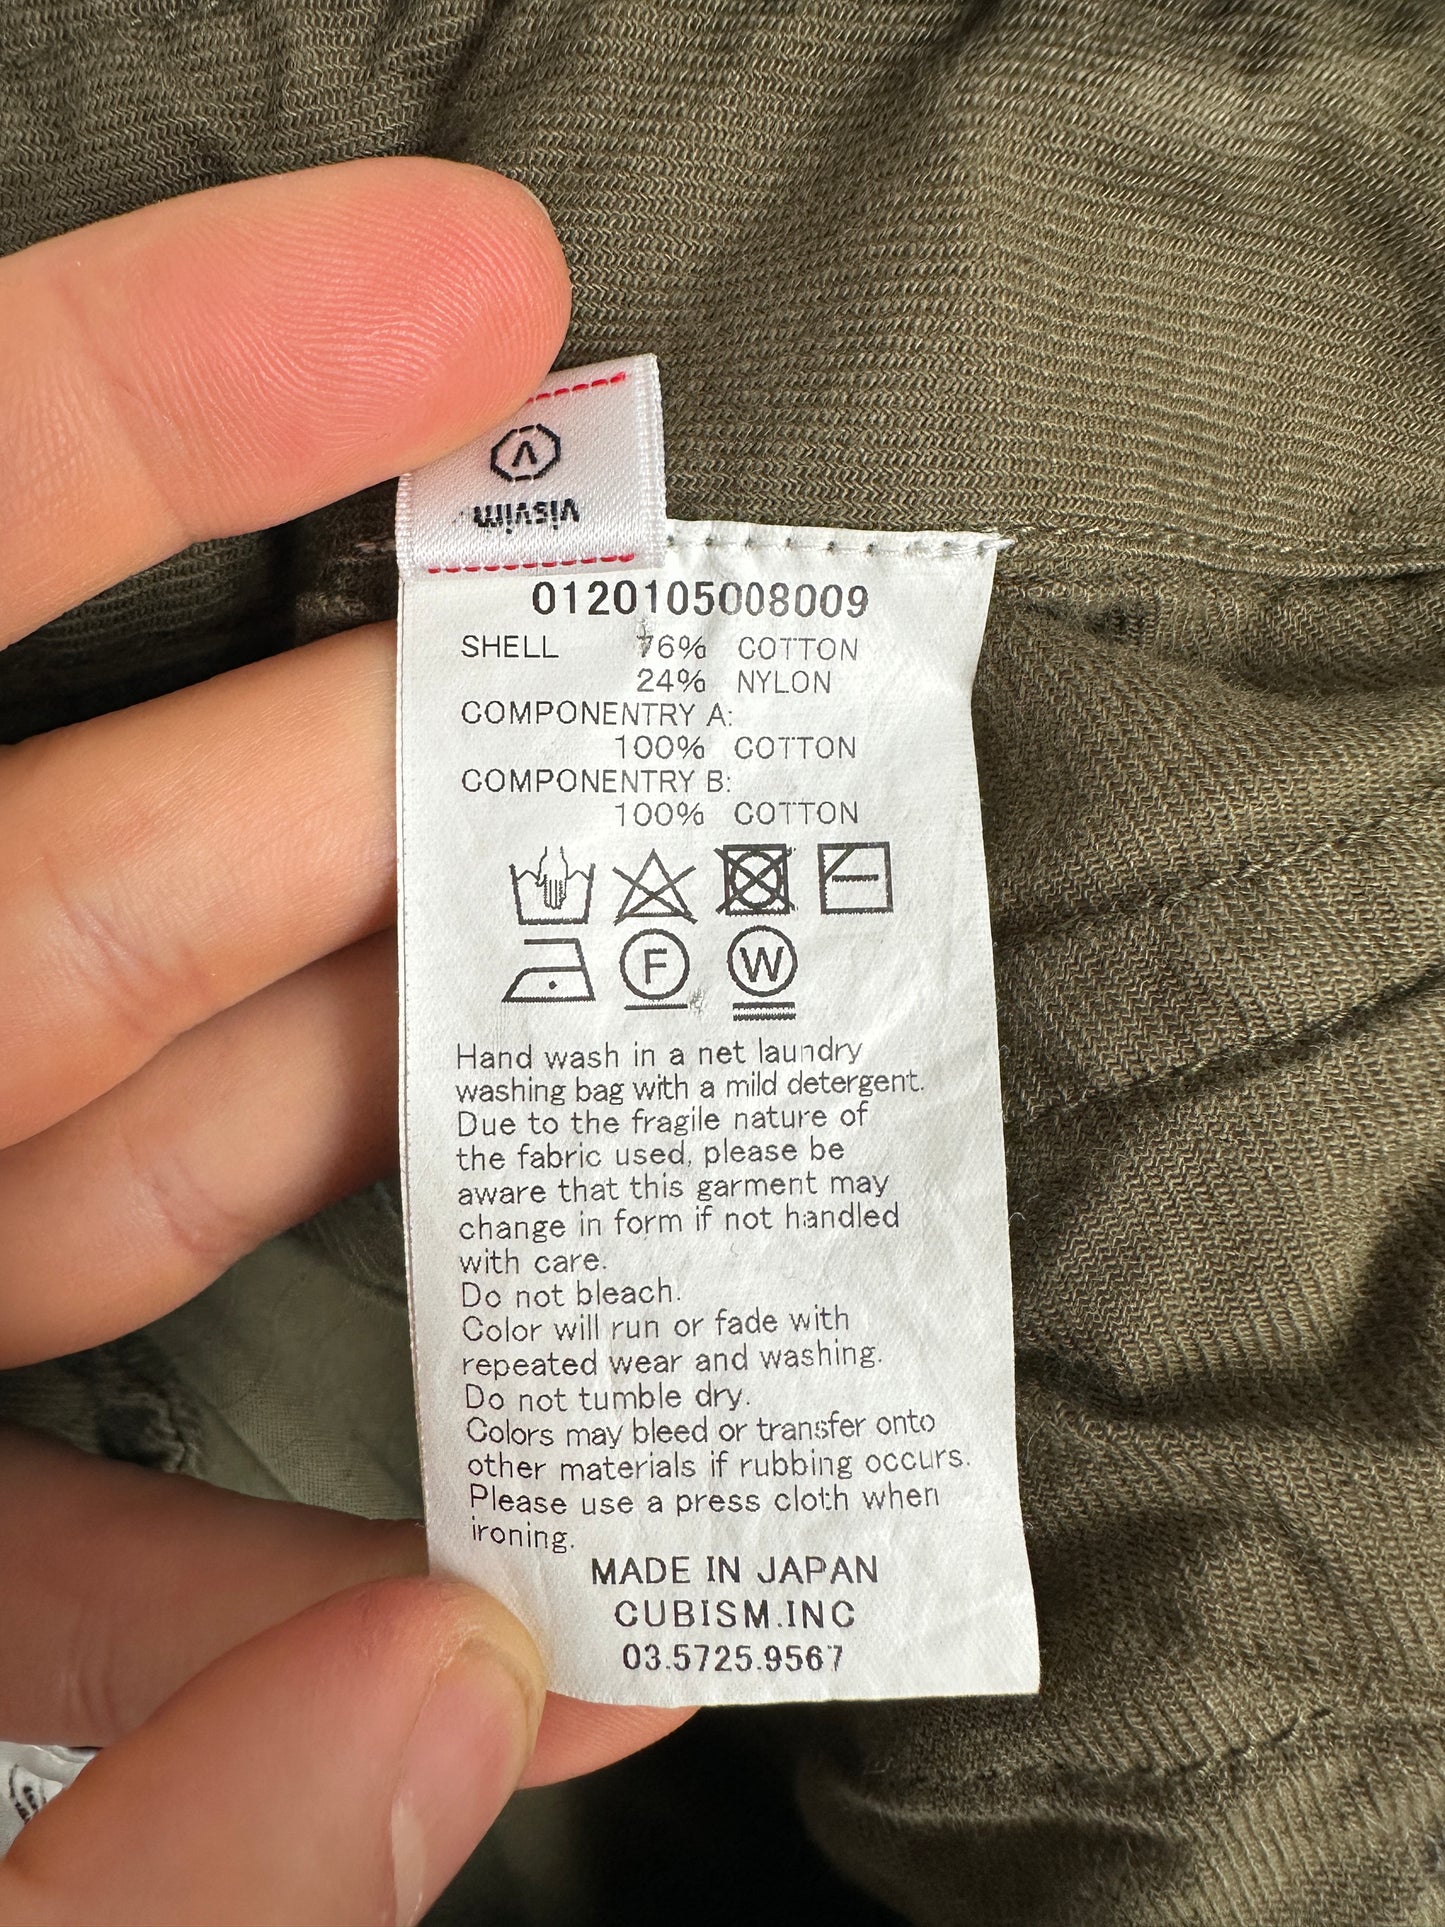 visvim
0120105008009
SHELL 76% COTTON
24% NYLON
COMPONENTRY A:
100% COTTON
COMPONENTRY B:
100% COTTON
F W
Hand wash in a net laundry
washing bag with a mild detergent.
Due to the fragile nature of
the fabric used, please be
aware that this garment may
change in form if not handled
with care.
Do not bleach.
Color will run or fade with
repeated wear and washing.
Do not tumble dry.
Colors may bleed or transfer onto
other materials if rubbing occurs.
Please use a press cloth when
ironing.
MADE IN JAPAN
CUBISM.INC
03.5725.9567